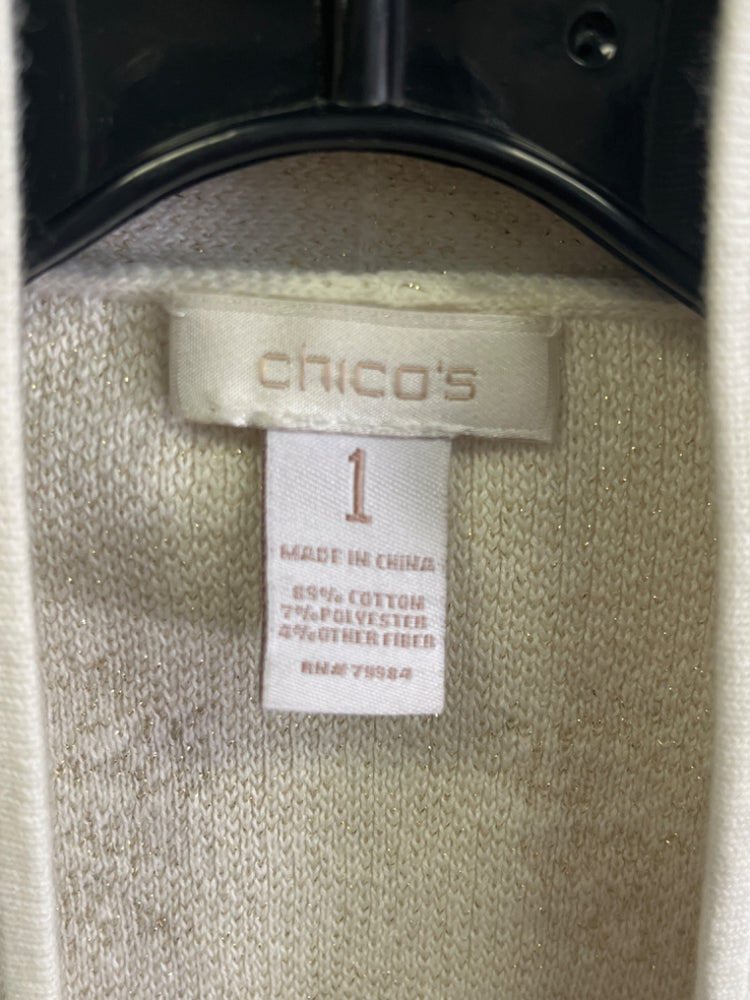 chico's
1
MADE IN CHINA
89% COTTON
7% POLYESTER
4% OTHER FIBER
RN# 79984